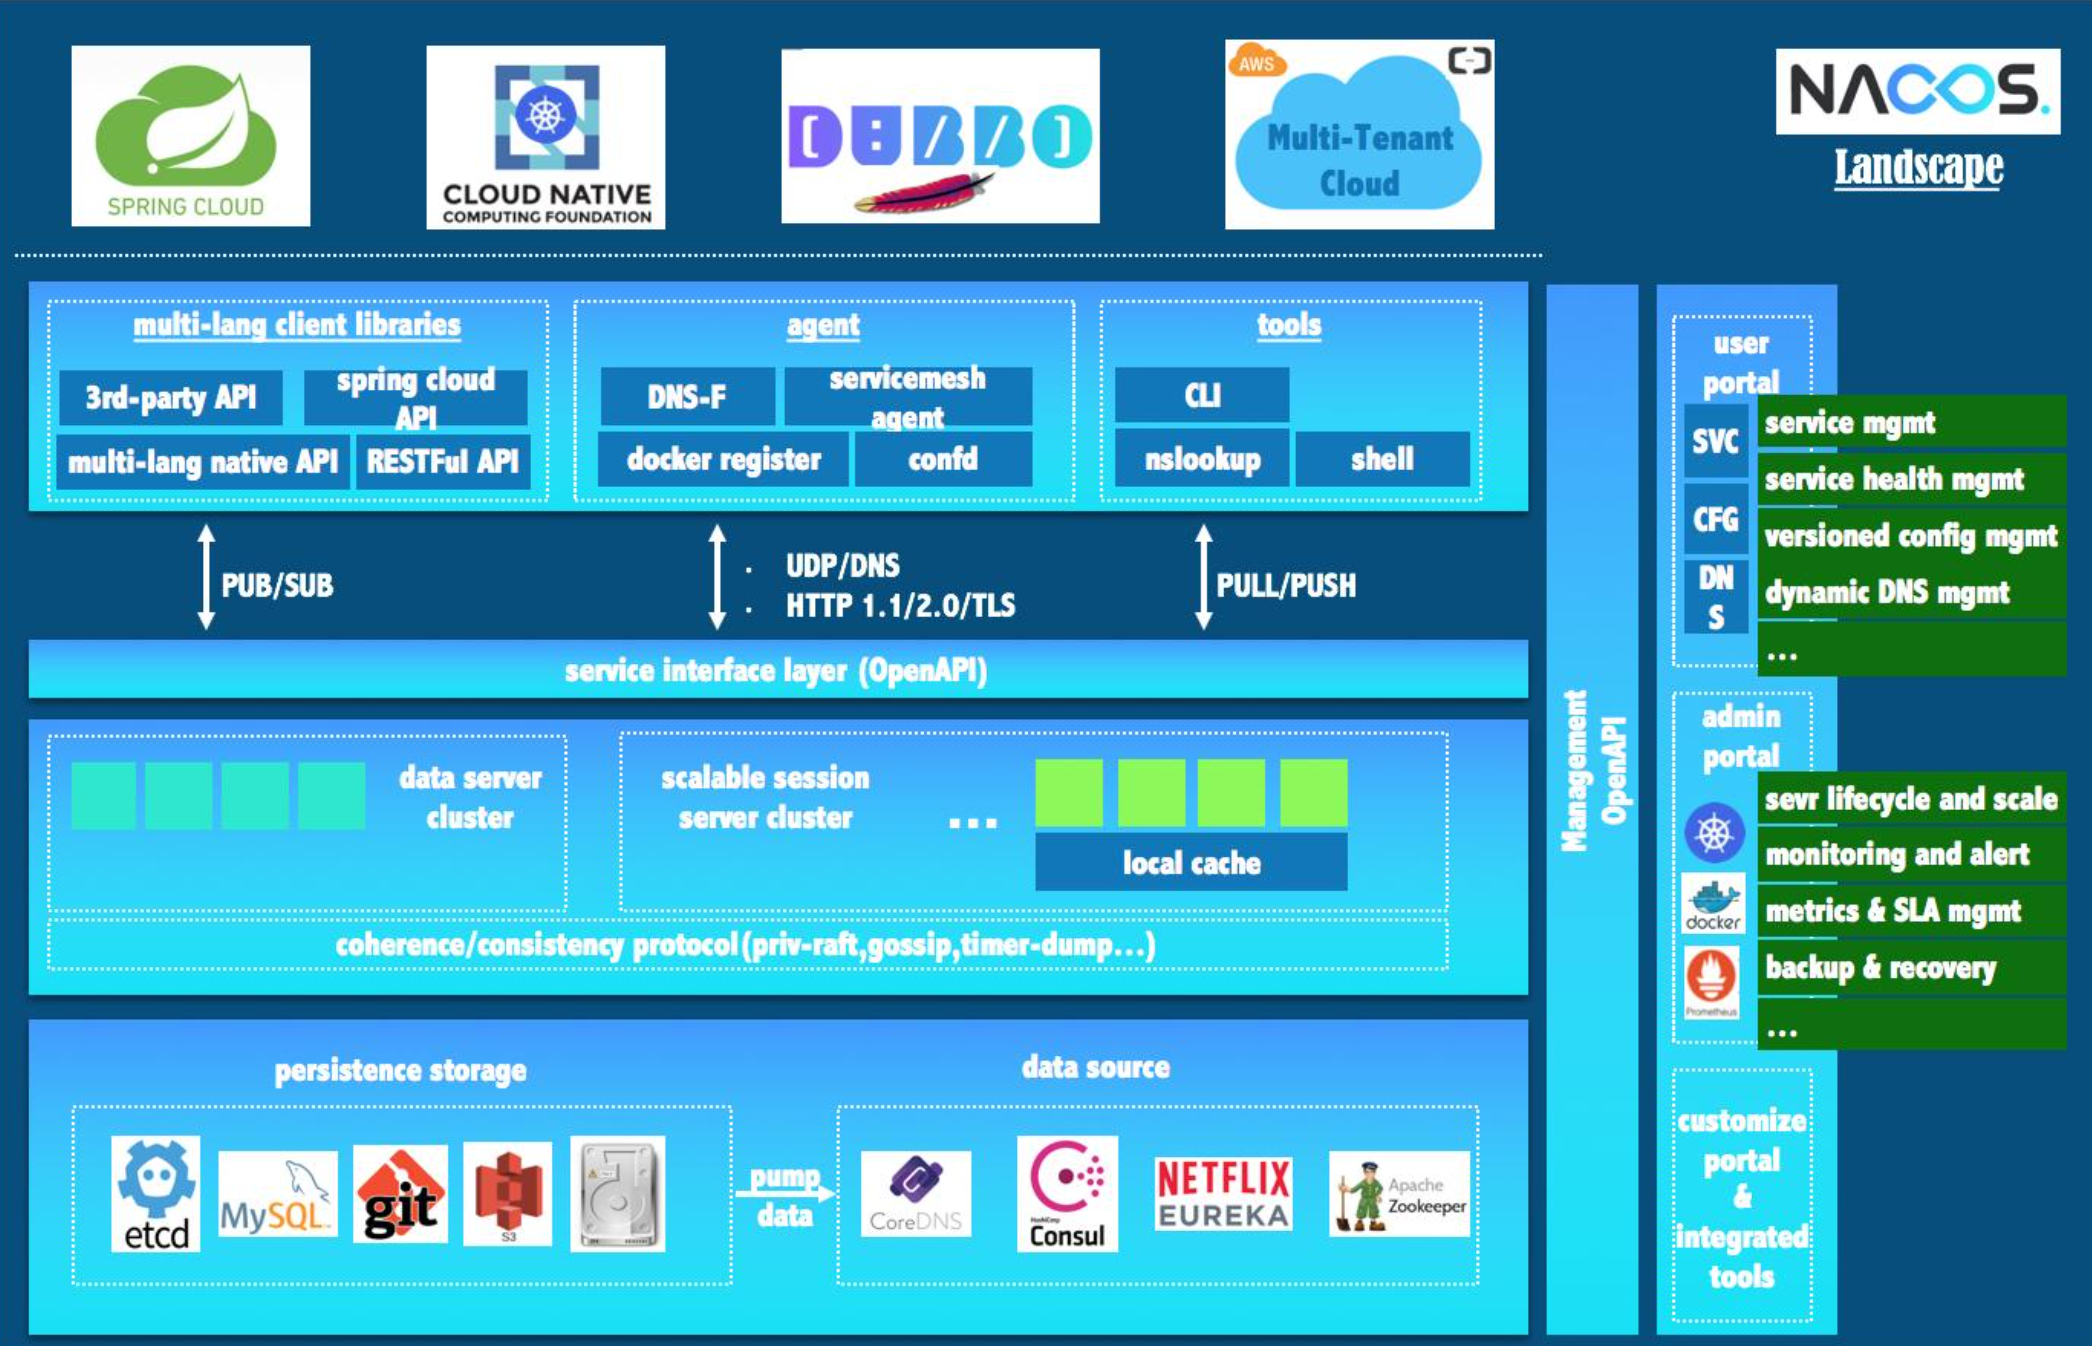 SPRING CLOUD
CLOUD NATIVE
COMPUTING FOUNDATION
DUBBO
AWS
Multi-Tenant
Cloud
NACOS.
Landscape
multi-lang client libraries
3rd-party API
spring cloud
API
multi-lang native API
RESTFul API
agent
DNS-F
servicemesh
agent
docker register
confd
tools
CLI
nslookup
shell
PUB/SUB
· UDP/DNS
· HTTP 1.1/2.0/TLS
PULL/PUSH
service interface layer (OpenAPI)
data server
cluster
scalable session
server cluster
...
local cache
coherence/consistency protocol(priv-raft,gossip,timer-dump...)
persistence storage
etcd
MySQL
git
S3
pump
data
data source
CoreDNS
HashiCorp
Consul
NETFLIX
EUREKA
Apache
Zookeeper
Management
OpenAPI
user
portal
SVC
CFG
DN
S
service mgmt
service health mgmt
versioned config mgmt
dynamic DNS mgmt
...
admin
portal
docker
Prometheus
sevr lifecycle and scale
monitoring and alert
metrics & SLA mgmt
backup & recovery
...
customize
portal
&
integrated
tools